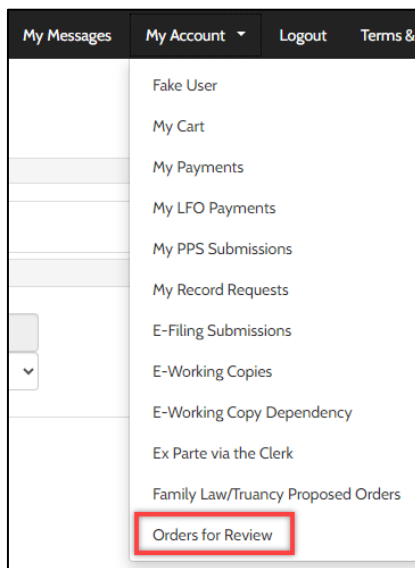 My Messages My Account Logout Terms &
Fake User
My Cart
My Payments
My LFO Payments
My PPS Submissions
My Record Requests
E-Filing Submissions
E-Working Copies
E-Working Copy Dependency
Ex Parte via the Clerk
Family Law/Truancy Proposed Orders
Orders for Review